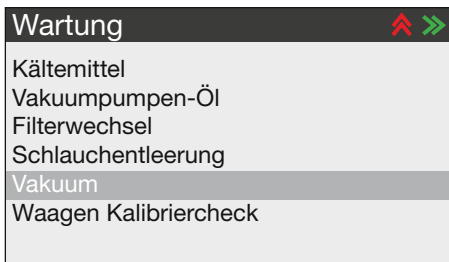 Wartung
Kältemittel
Vakuumpumpen-Öl
Filterwechsel
Schlauchentleerung
Vakuum
Waagen Kalibriercheck